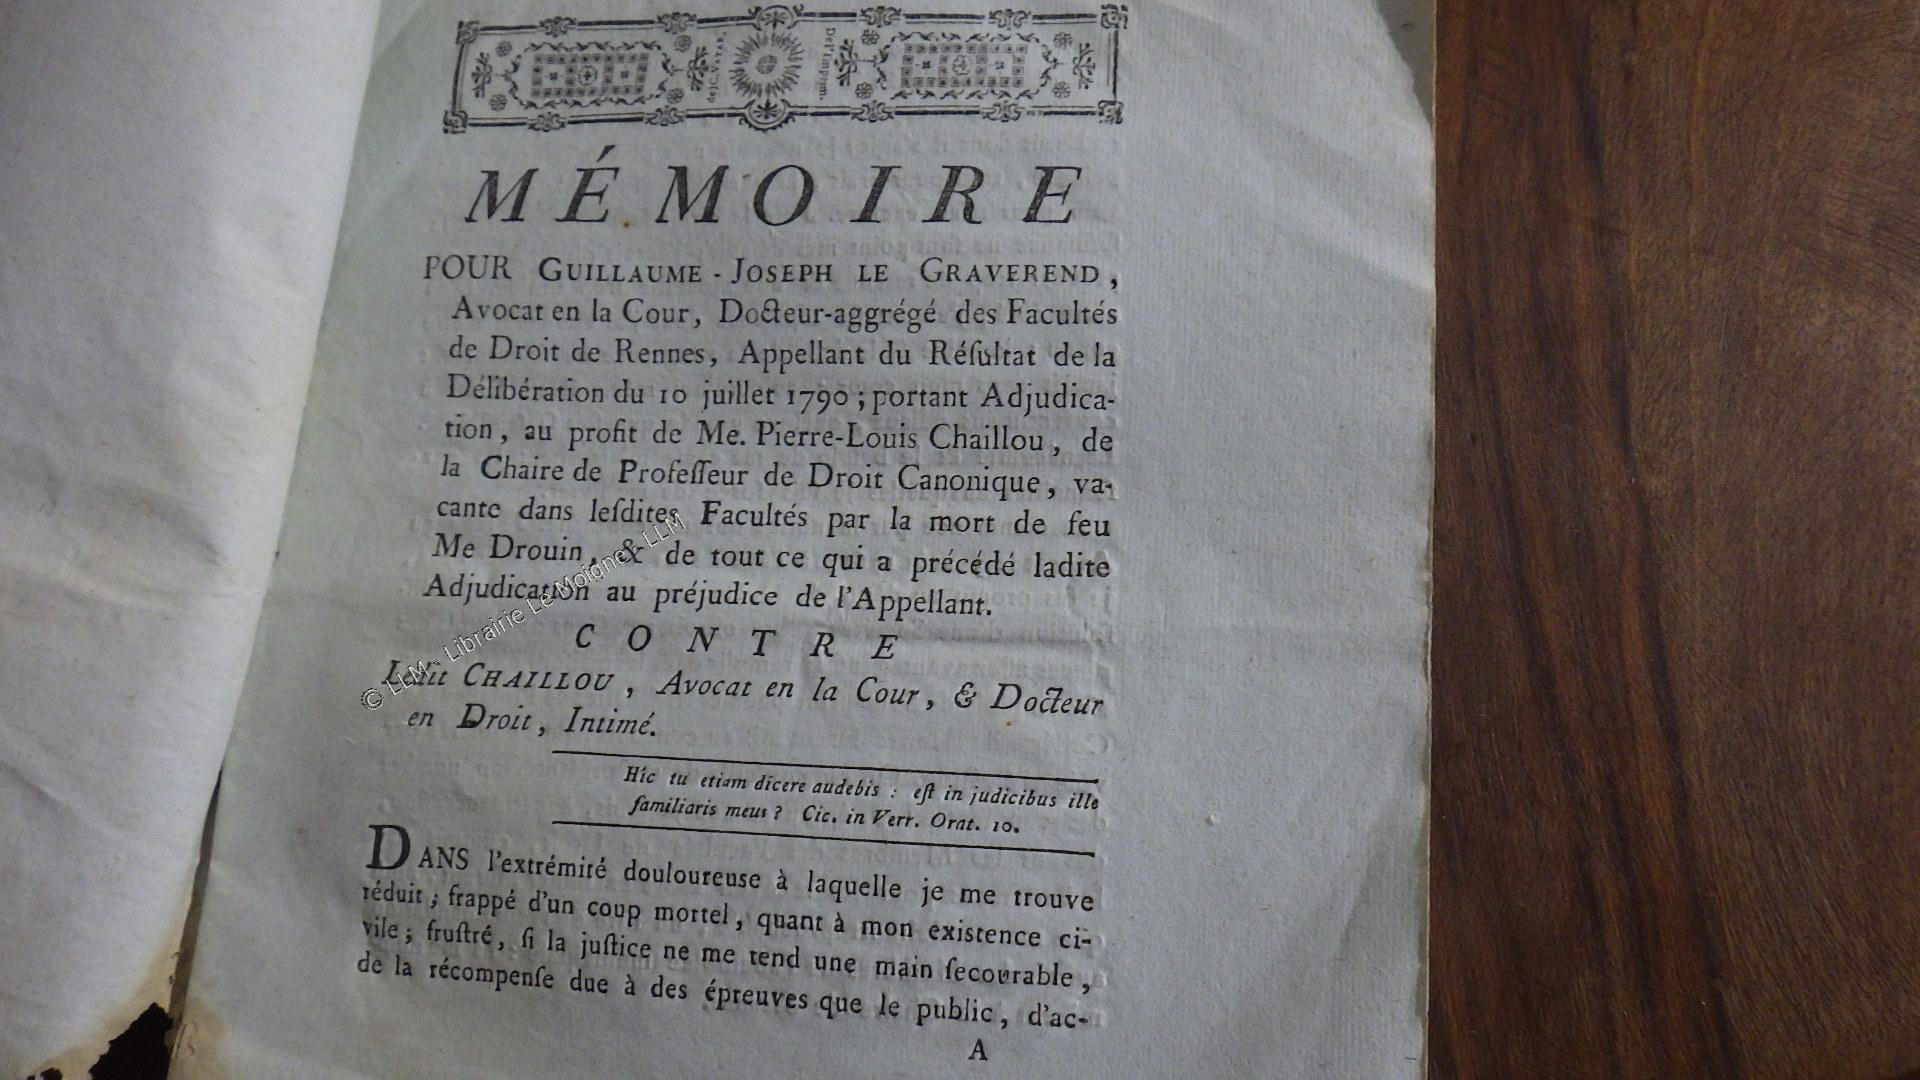 De l'Imprim. de J.C. VATAR.
MÉMOIRE
POUR GUILLAUME-JOSEPH LE GRAVEREND,
Avocat en la Cour, Docteur-aggrégé des Facultés
de Droit de Rennes, Appellant du Réſultat de la
Délibération du 10 juillet 1790 ; portant Adjudica-
tion, au profit de Me. Pierre-Louis Chaillou, de
la Chaire de Profeſſeur de Droit Canonique, va-
cante dans leſdites Facultés par la mort de feu
Me Drouin, & de tout ce qui a précédé ladite
Adjudication au préjudice de l'Appellant.
CONTRE
Ledit CHAILLOU, Avocat en la Cour, & Docteur
en Droit, Intimé.
Hic tu etiam dicere audebis : eſt in judicibus ille
familiaris meus ? Cic. in Verr. Orat. 10.
DANS l'extrémité douloureuse à laquelle je me trouve
réduit ; frappé d'un coup mortel, quant à mon existence ci-
vile ; fruſtré, ſi la juſtice ne me tend une main ſecourable,
de la récompenſe due à des épreuves que le public, d'ac-
A
© LLM - Librairie Le Moigne - LLM